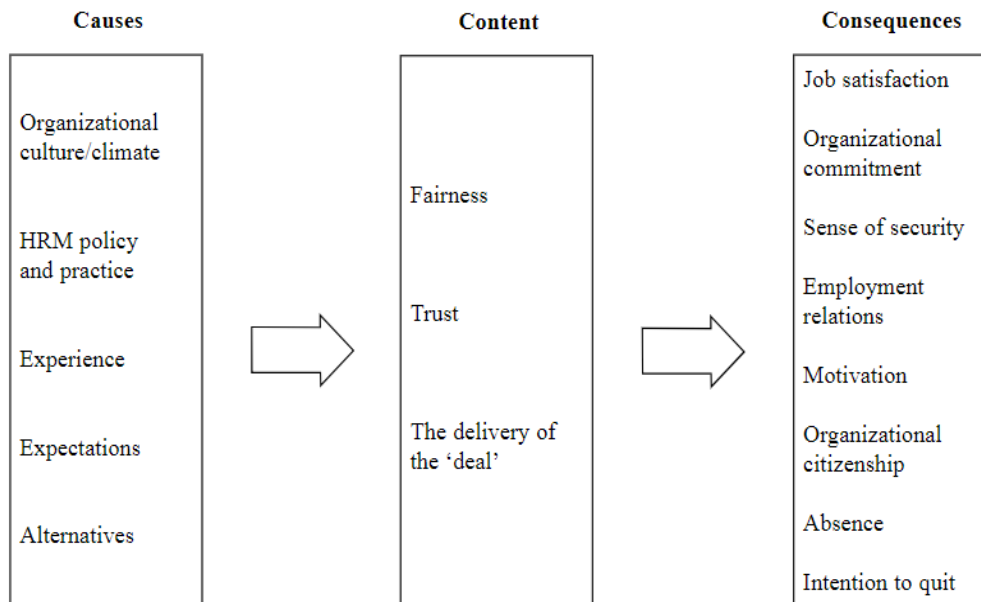 Causes
Organizational
culture/climate
HRM policy
and practice
Experience
Expectations
Alternatives
Content
Fairness
Trust
The delivery of
the ‘deal’
Consequences
Job satisfaction
Organizational
commitment
Sense of security
Employment
relations
Motivation
Organizational
citizenship
Absence
Intention to quit